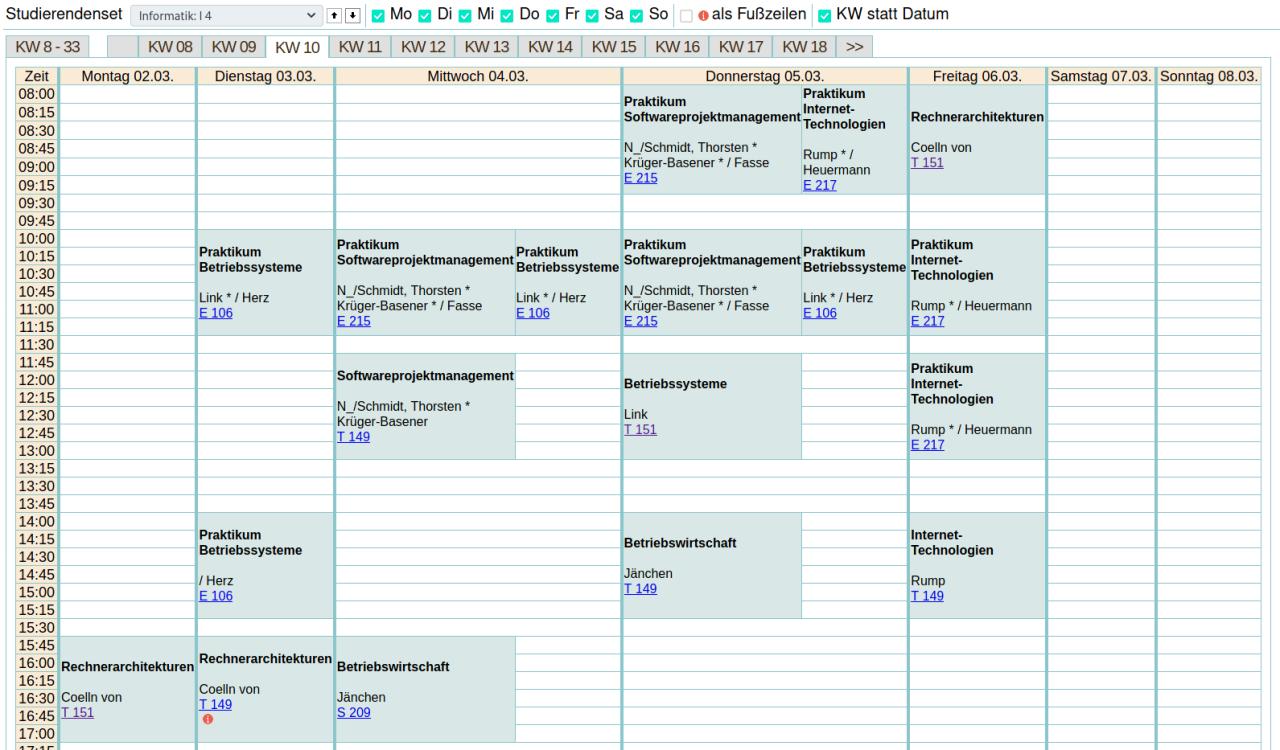 Studierendenset Informatik: I 4 Mo Di Mi Do Fr Sa So als Fußzeilen KW statt Datum
KW 8 - 33 KW 08 KW 09 KW 10 KW 11 KW 12 KW 13 KW 14 KW 15 KW 16 KW 17 KW 18 >>
Zeit Montag 02.03. Dienstag 03.03. Mittwoch 04.03. Donnerstag 05.03. Freitag 06.03. Samstag 07.03. Sonntag 08.03.
08:00
08:15
08:30
08:45
09:00
09:15
09:30
09:45
10:00
10:15
10:30
10:45
11:00
11:15
11:30
11:45
12:00
12:15
12:30
12:45
13:00
13:15
13:30
13:45
14:00
14:15
14:30
14:45
15:00
15:15
15:30
15:45
16:00
16:15
16:30
16:45
17:00
17:15
Rechnerarchitekturen
Coelln von
T 151
Praktikum
Betriebssysteme
Link * / Herz
E 106
Praktikum
Betriebssysteme
/ Herz
E 106
Rechnerarchitekturen
Coelln von
T 149
Praktikum
Softwareprojektmanagement
N_/Schmidt, Thorsten *
Krüger-Basener * / Fasse
E 215
Praktikum
Betriebssysteme
Link * / Herz
E 106
Softwareprojektmanagement
N_/Schmidt, Thorsten *
Krüger-Basener
T 149
Betriebswirtschaft
Jänchen
S 209
Praktikum
Softwareprojektmanagement
N_/Schmidt, Thorsten *
Krüger-Basener * / Fasse
E 215
Praktikum
Internet-
Technologien
Rump * /
Heuermann
E 217
Praktikum
Softwareprojektmanagement
N_/Schmidt, Thorsten *
Krüger-Basener * / Fasse
E 215
Praktikum
Betriebssysteme
Link * / Herz
E 106
Betriebssysteme
Link
T 151
Betriebswirtschaft
Jänchen
T 149
Rechnerarchitekturen
Coelln von
T 151
Praktikum
Internet-
Technologien
Rump * / Heuermann
E 217
Praktikum
Internet-
Technologien
Rump * / Heuermann
E 217
Internet-
Technologien
Rump
T 149